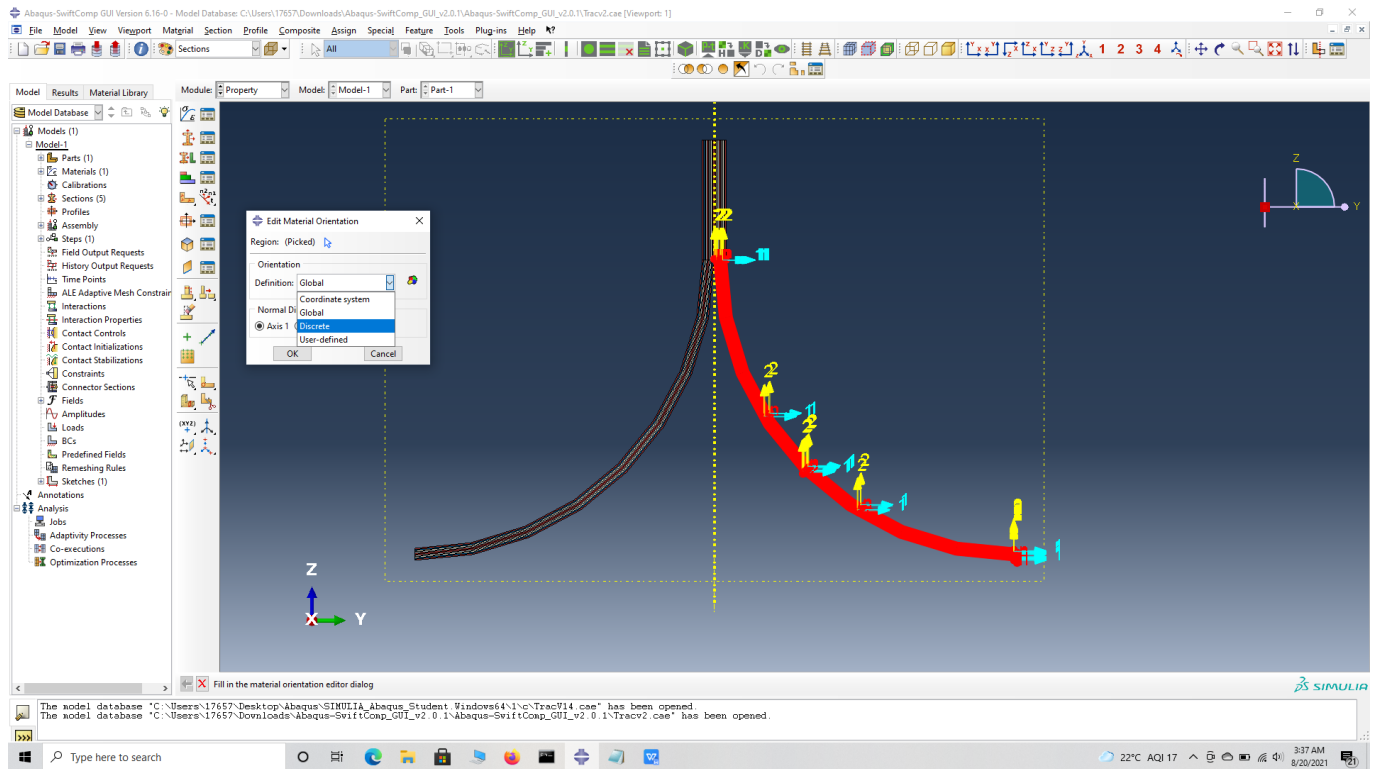 Abaqus-SwiftComp GUI Version 6.16-0 - Model Database: C:\Users\17657\Downloads\Abaqus-SwiftComp_GUI_v2.0.1\Abaqus-SwiftComp_GUI_v2.0.1\Tracv2.cae [Viewport: 1]
File Model View Viewport Material Section Profile Composite Assign Special Feature Tools Plug-ins Help
Sections All 1 2 3 4
Model Results Material Library Module: Property Model: Model-1 Part: Part-1
Model Database
Models (1)
Model-1
Parts (1)
Materials (1)
Calibrations
Sections (5)
Profiles
Assembly
Steps (1)
Field Output Requests
History Output Requests
Time Points
ALE Adaptive Mesh Constrain
Interactions
Interaction Properties
Contact Controls
Contact Initializations
Contact Stabilizations
Constraints
Connector Sections
Fields
Amplitudes
Loads
BCs
Predefined Fields
Remeshing Rules
Sketches (1)
Annotations
Analysis
Jobs
Adaptivity Processes
Co-executions
Optimization Processes
Edit Material Orientation
Region: (Picked)
Orientation
Definition: Global
Coordinate system
Global
Discrete
User-defined
Normal Di
Axis 1
OK Cancel
Z
X Y
Z
X Y
Fill in the material orientation editor dialog
SIMULIA
The model database "C:\Users\17657\Desktop\Abaqus\SIMULIA_Abaqus_Student.Windows64\1\c\TracV14.cae" has been opened.
The model database "C:\Users\17657\Downloads\Abaqus-SwiftComp_GUI_v2.0.1\Abaqus-SwiftComp_GUI_v2.0.1\Tracv2.cae" has been opened.
>>>
Type here to search
22°C AQI 17
3:37 AM
8/20/2021